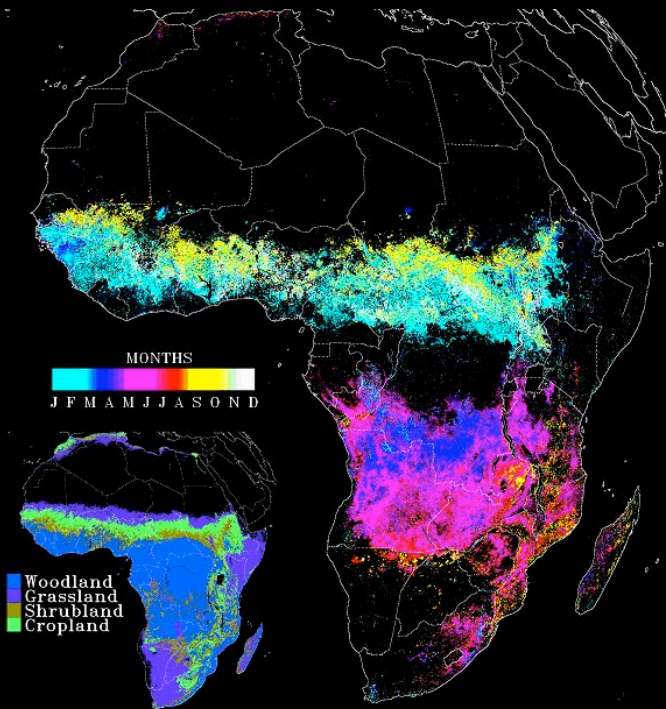 MONTHS
J F M A M J J A S O N D
Woodland
Grassland
Shrubland
Cropland